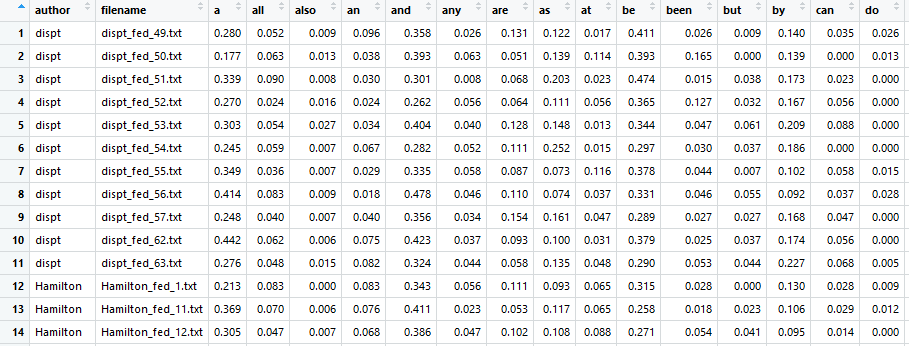 author filename a all also an and any are as at be been but by can do
1 dispt dispt_fed_49.txt 0.280 0.052 0.009 0.096 0.358 0.026 0.131 0.122 0.017 0.411 0.026 0.009 0.140 0.035 0.026
2 dispt dispt_fed_50.txt 0.177 0.063 0.013 0.038 0.393 0.063 0.051 0.139 0.114 0.393 0.165 0.000 0.139 0.000 0.013
3 dispt dispt_fed_51.txt 0.339 0.090 0.008 0.030 0.301 0.008 0.068 0.203 0.023 0.474 0.015 0.038 0.173 0.023 0.000
4 dispt dispt_fed_52.txt 0.270 0.024 0.016 0.024 0.262 0.056 0.064 0.111 0.056 0.365 0.127 0.032 0.167 0.056 0.000
5 dispt dispt_fed_53.txt 0.303 0.054 0.027 0.034 0.404 0.040 0.128 0.148 0.013 0.344 0.047 0.061 0.209 0.088 0.000
6 dispt dispt_fed_54.txt 0.245 0.059 0.007 0.067 0.282 0.052 0.111 0.252 0.015 0.297 0.030 0.037 0.186 0.000 0.000
7 dispt dispt_fed_55.txt 0.349 0.036 0.007 0.029 0.335 0.058 0.087 0.073 0.116 0.378 0.044 0.007 0.102 0.058 0.015
8 dispt dispt_fed_56.txt 0.414 0.083 0.009 0.018 0.478 0.046 0.110 0.074 0.037 0.331 0.046 0.055 0.092 0.037 0.028
9 dispt dispt_fed_57.txt 0.248 0.040 0.007 0.040 0.356 0.034 0.154 0.161 0.047 0.289 0.027 0.027 0.168 0.047 0.000
10 dispt dispt_fed_62.txt 0.442 0.062 0.006 0.075 0.423 0.037 0.093 0.100 0.031 0.379 0.025 0.037 0.174 0.056 0.000
11 dispt dispt_fed_63.txt 0.276 0.048 0.015 0.082 0.324 0.044 0.058 0.135 0.048 0.290 0.053 0.044 0.227 0.068 0.005
12 Hamilton Hamilton_fed_1.txt 0.213 0.083 0.000 0.083 0.343 0.056 0.111 0.093 0.065 0.315 0.028 0.000 0.130 0.028 0.009
13 Hamilton Hamilton_fed_11.txt 0.369 0.070 0.006 0.076 0.411 0.023 0.053 0.117 0.065 0.258 0.018 0.023 0.106 0.029 0.012
14 Hamilton Hamilton_fed_12.txt 0.305 0.047 0.007 0.068 0.386 0.047 0.102 0.108 0.088 0.271 0.054 0.041 0.095 0.014 0.000